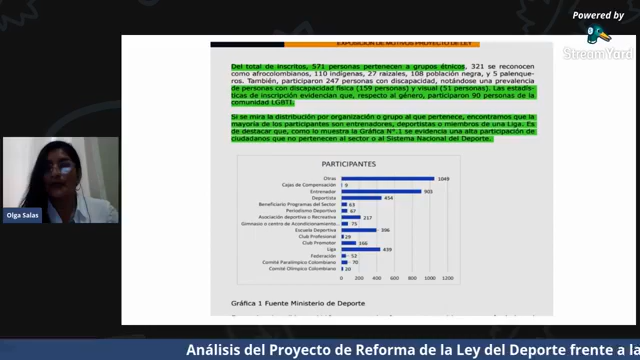 Powered by
StreamYard
EXPOSICIÓN DE MOTIVOS PROYECTO DE LEY
Del total de inscritos, 571 personas pertenecen a grupos étnicos, 321 se reconocen
como afrocolombianos, 110 indígenas, 27 raizales, 108 población negra, y 5 palenque-
ros. También, participaron 247 personas con discapacidad, notándose una prevalencia
de personas con discapacidad física (159 personas) y visual (51 personas). Las estadís-
ticas de inscripción evidencian que, respecto al género, participaron 90 personas de la
comunidad LGBTI.
Si se mira la distribución por organización o grupo al que pertenece, encontramos que la
mayoría de los participantes son entrenadores, deportistas o miembros de una Liga. Es
de destacar que, como lo muestra la Gráfica N°.1 se evidencia una alta participación de
ciudadanos que no pertenecen al sector o al Sistema Nacional del Deporte.
PARTICIPANTES
Otros 1049
Cajas de Compensación 9
Entrenador 903
Deportista 454
Beneficiario Programas del Sector 63
Periodismo Deportivo 67
Asociación deportiva o Recreativa 217
Gimnasio o centro de Acondicionamiento 75
Escuela Deportiva 396
Club Profesional 29
Club Promotor 166
Liga 439
Federación 52
Comité Paralímpico Colombiano 70
Comité Olímpico Colombiano 20
0 200 400 600 800 1000 1200
Gráfica 1 Fuente Ministerio de Deporte
Olga Salas
Análisis del Proyecto de Reforma de la Ley del Deporte frente a la